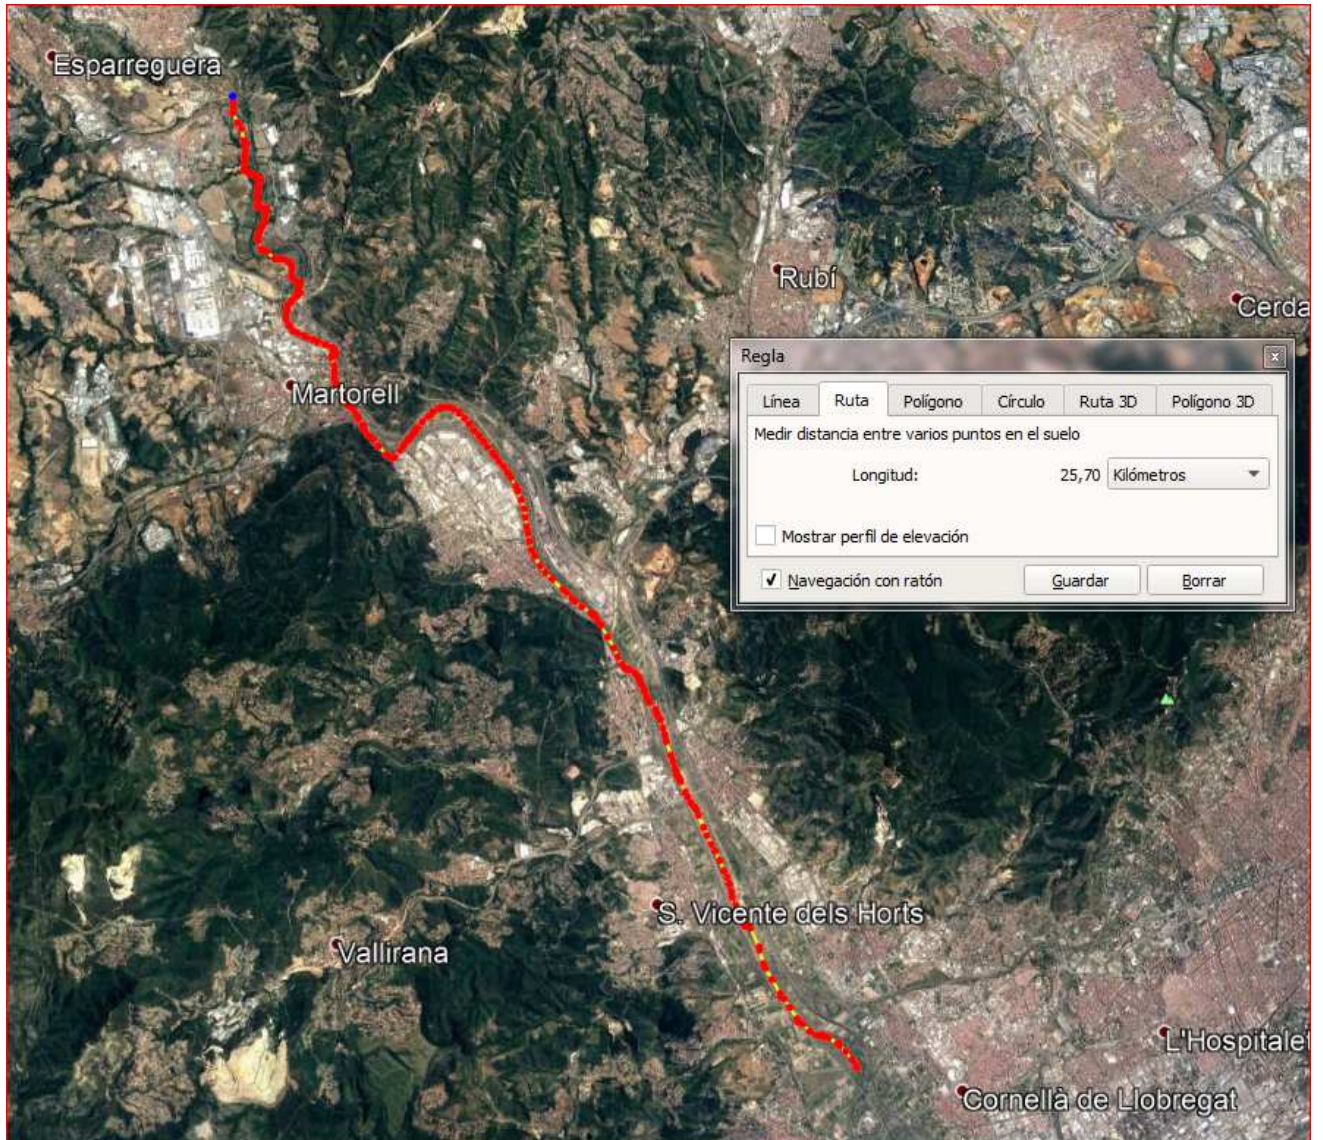 Esparreguera
Rubí
Cerda
Martorell
Regla
Línea Ruta Polígono Círculo Ruta 3D Polígono 3D
Medir distancia entre varios puntos en el suelo
Longitud: 25,70 Kilómetros
Mostrar perfil de elevación
Navegación con ratón Guardar Borrar
S. Vicente dels Horts
Vallirana
L'Hospitalet
Cornellà de Llobregat